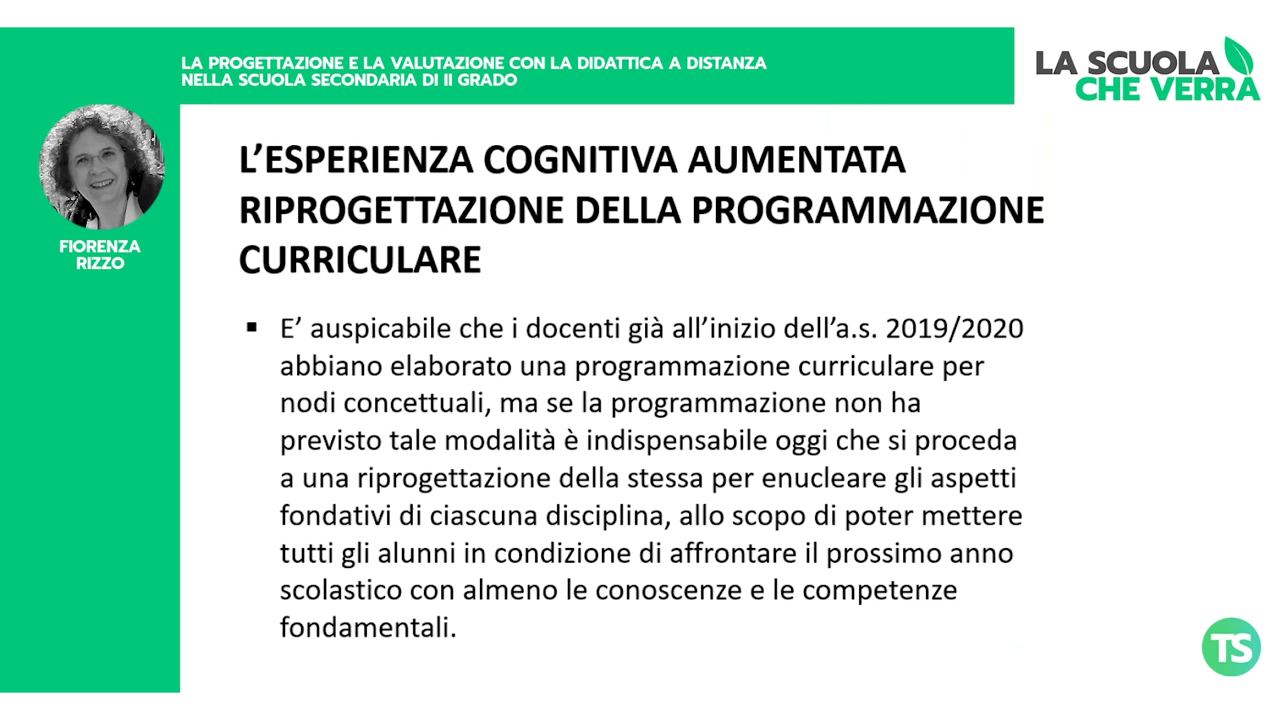 LA PROGETTAZIONE E LA VALUTAZIONE CON LA DIDATTICA A DISTANZA
NELLA SCUOLA SECONDARIA DI II GRADO
LA SCUOLA
CHE VERRA
FIORENZA
RIZZO
L’ESPERIENZA COGNITIVA AUMENTATA
RIPROGETTAZIONE DELLA PROGRAMMAZIONE
CURRICULARE
▪ E’ auspicabile che i docenti già all’inizio dell’a.s. 2019/2020
abbiano elaborato una programmazione curriculare per
nodi concettuali, ma se la programmazione non ha
previsto tale modalità è indispensabile oggi che si proceda
a una riprogettazione della stessa per enucleare gli aspetti
fondativi di ciascuna disciplina, allo scopo di poter mettere
tutti gli alunni in condizione di affrontare il prossimo anno
scolastico con almeno le conoscenze e le competenze
fondamentali.
TS